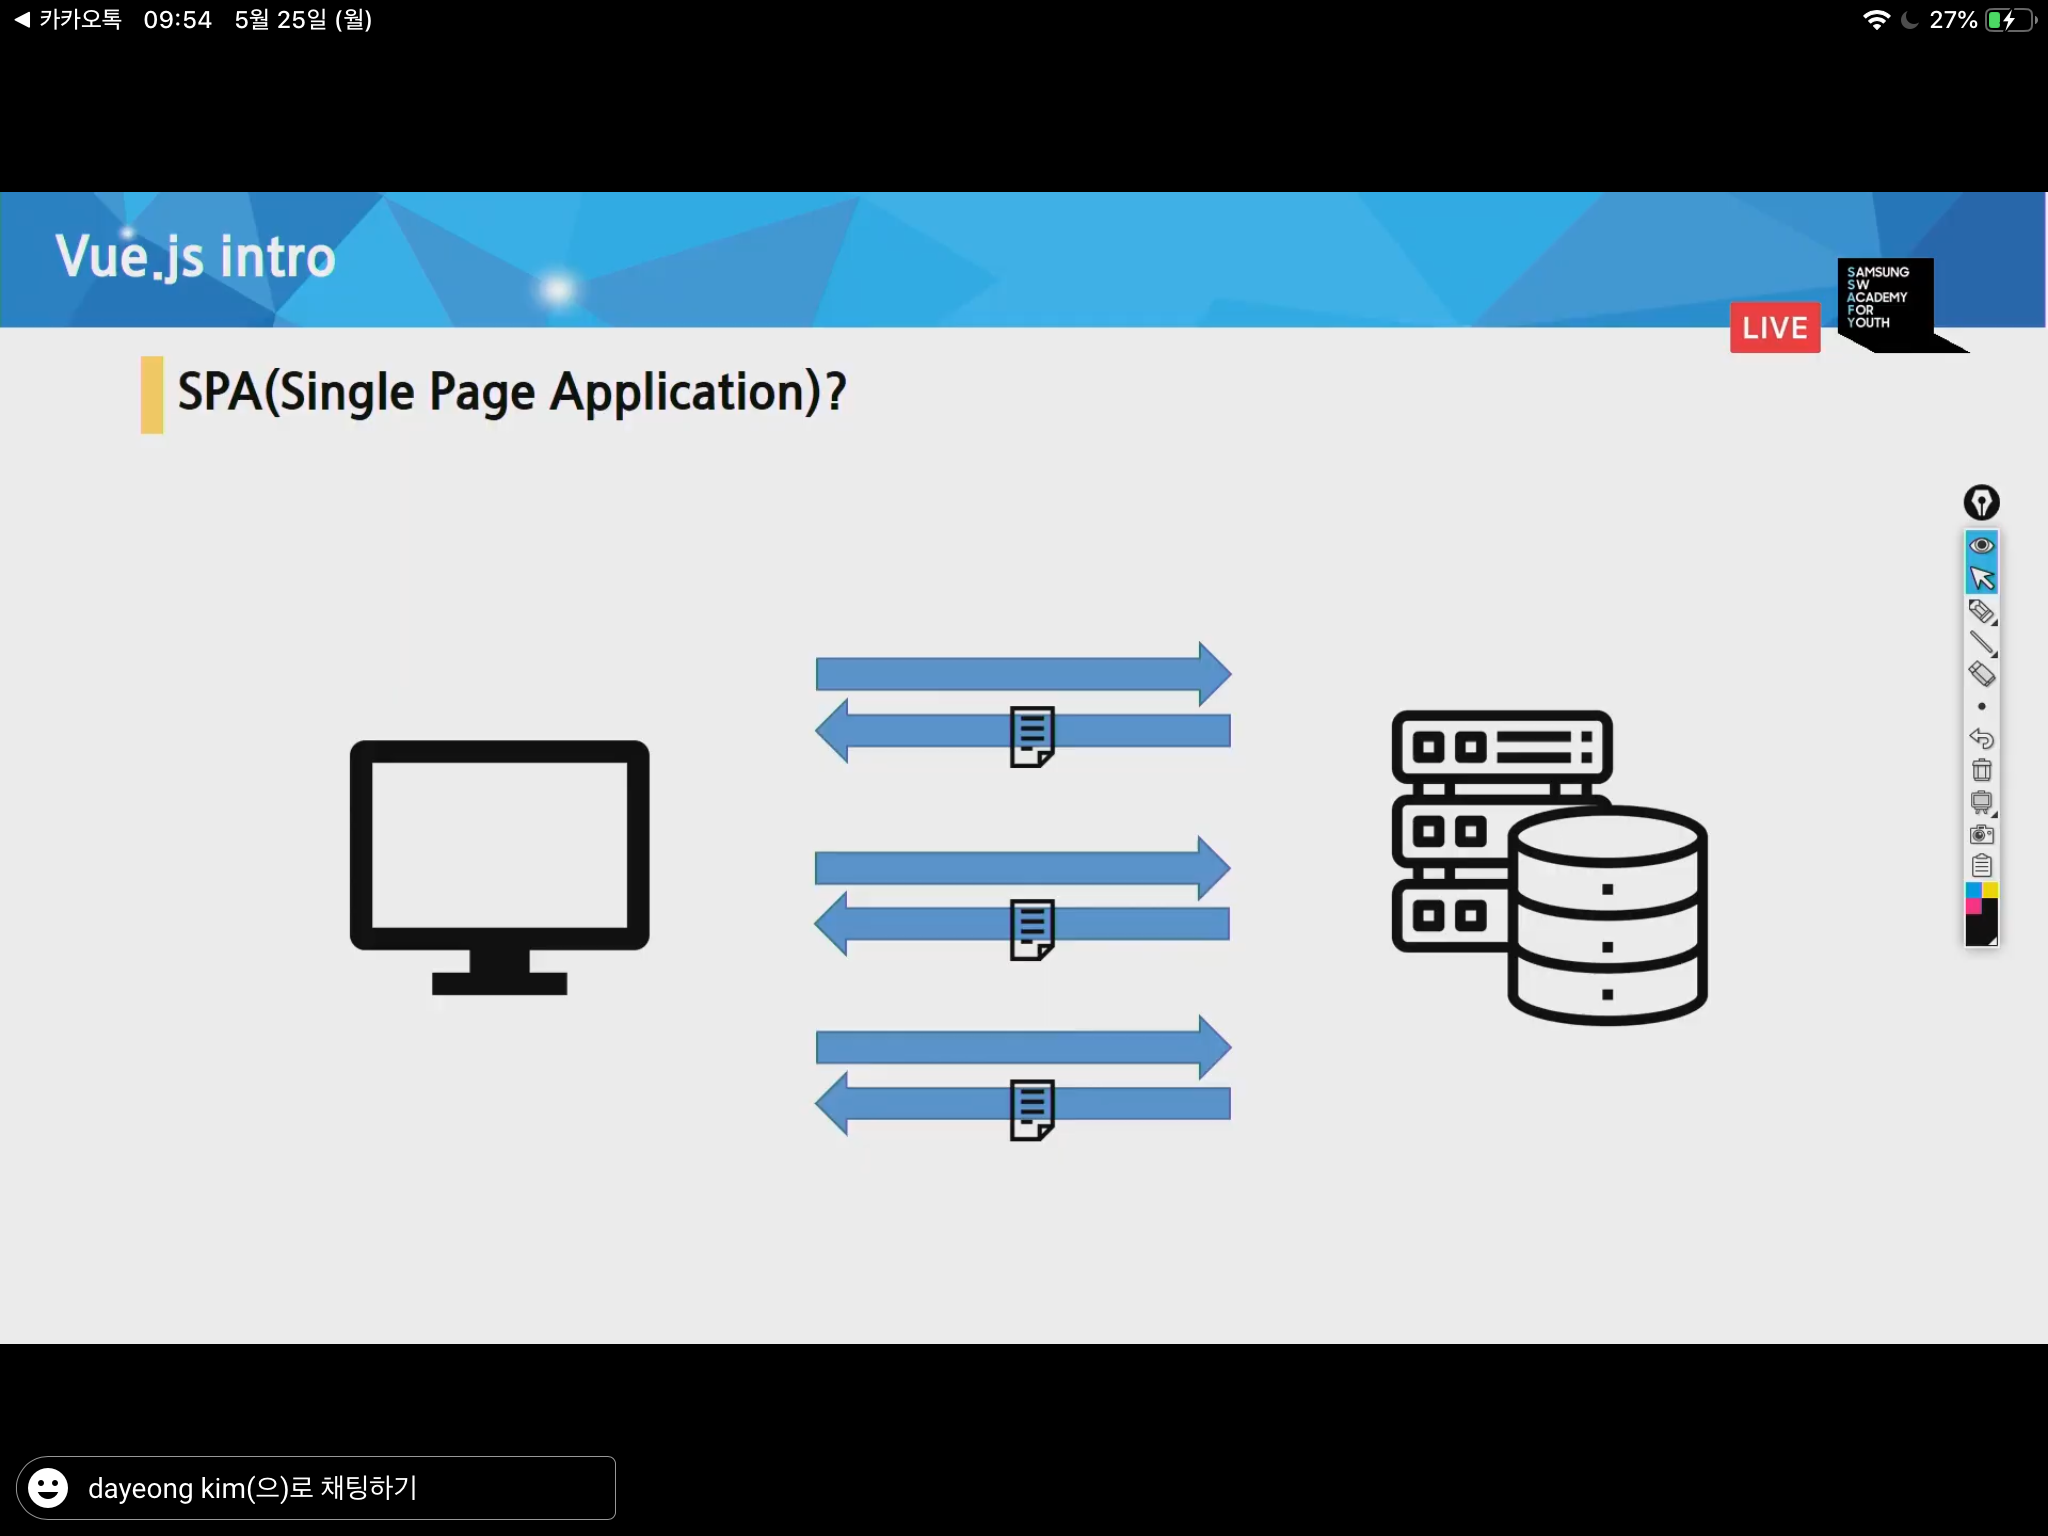 카카오톡 09:54 5월 25일 (월) 27%
Vue.js intro
LIVE
SAMSUNG
SW
ACADEMY
FOR
YOUTH
SPA(Single Page Application)?
dayeong kim(으)로 채팅하기